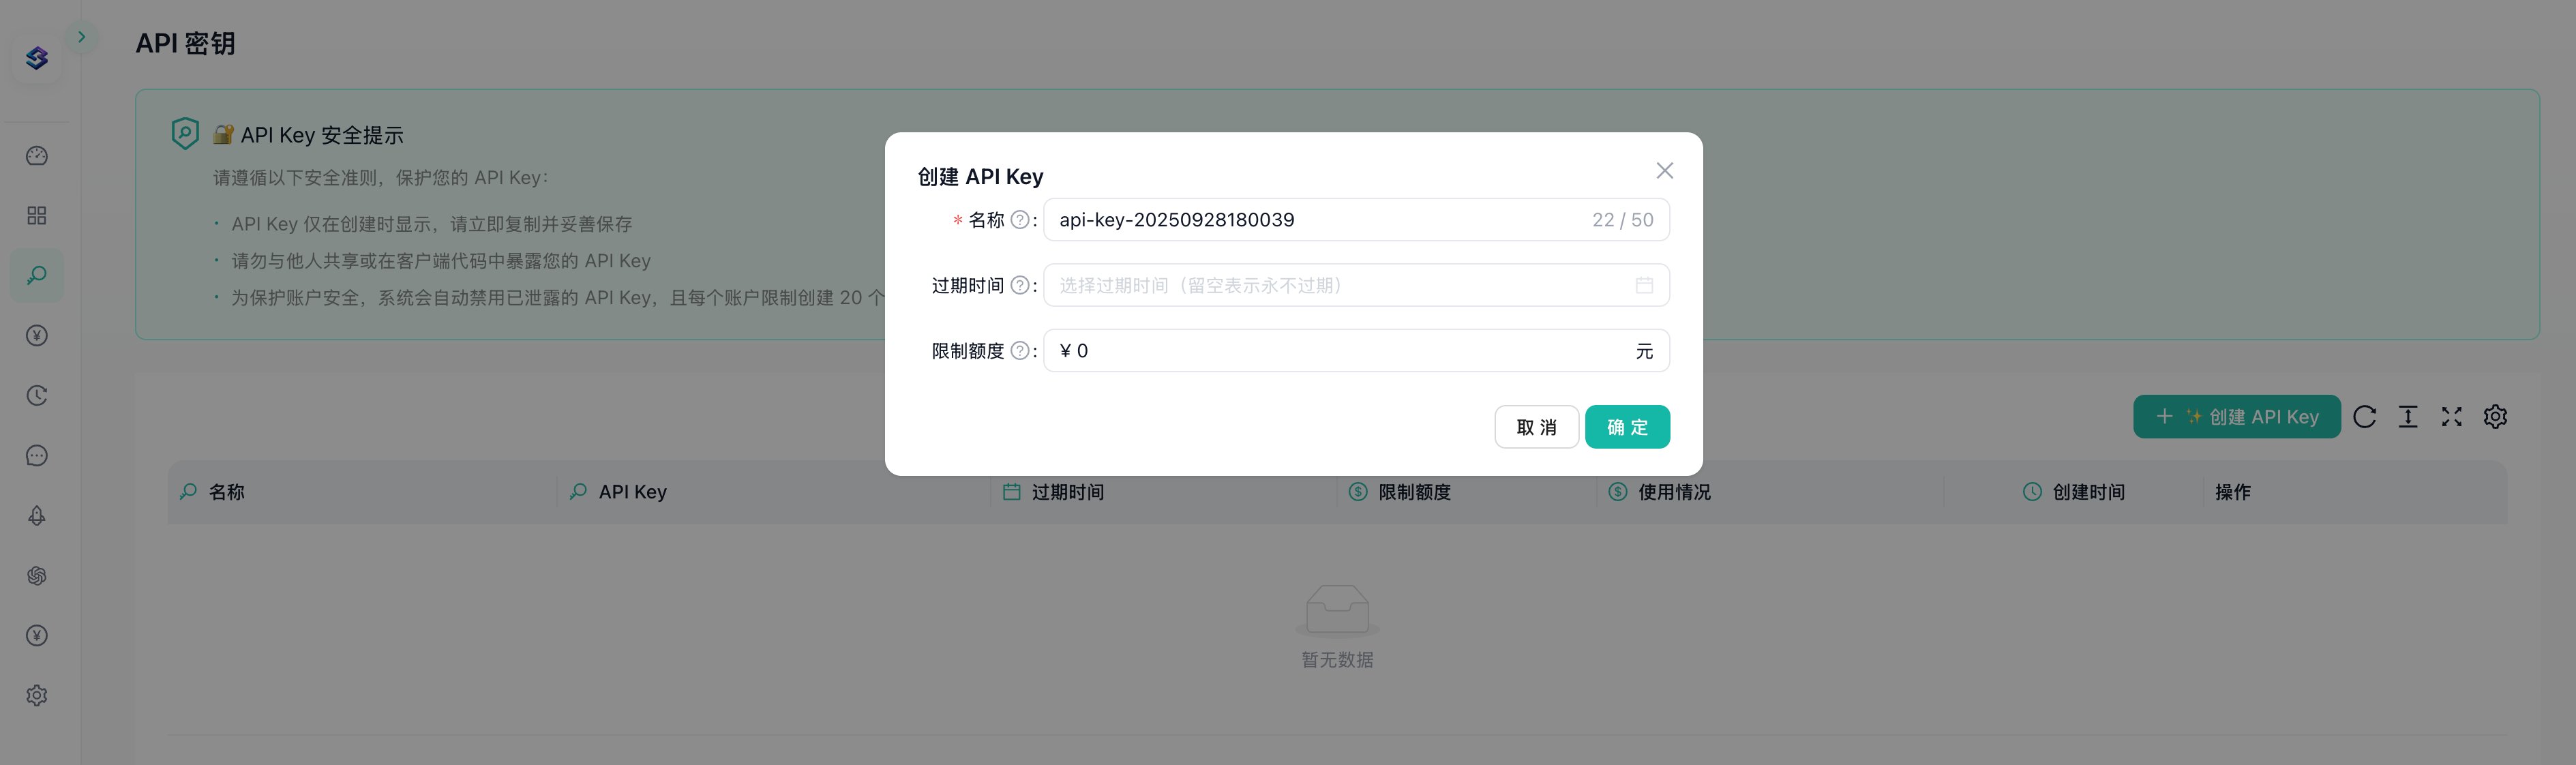 API 密钥
🔐 API Key 安全提示
请遵循以下安全准则，保护您的 API Key：
· API Key 仅在创建时显示，请立即复制并妥善保存
· 请勿与他人共享或在客户端代码中暴露您的 API Key
· 为保护账户安全，系统会自动禁用已泄露的 API Key，且每个账户限制创建 20 个
创建 API Key
* 名称 ? : api-key-20250928180039 22 / 50
过期时间 ? : 选择过期时间（留空表示永不过期）
限制额度 ? : ¥ 0 元
取 消 确 定
+ ✨ 创建 API Key
名称 API Key 过期时间 限制额度 使用情况 创建时间 操作
暂无数据